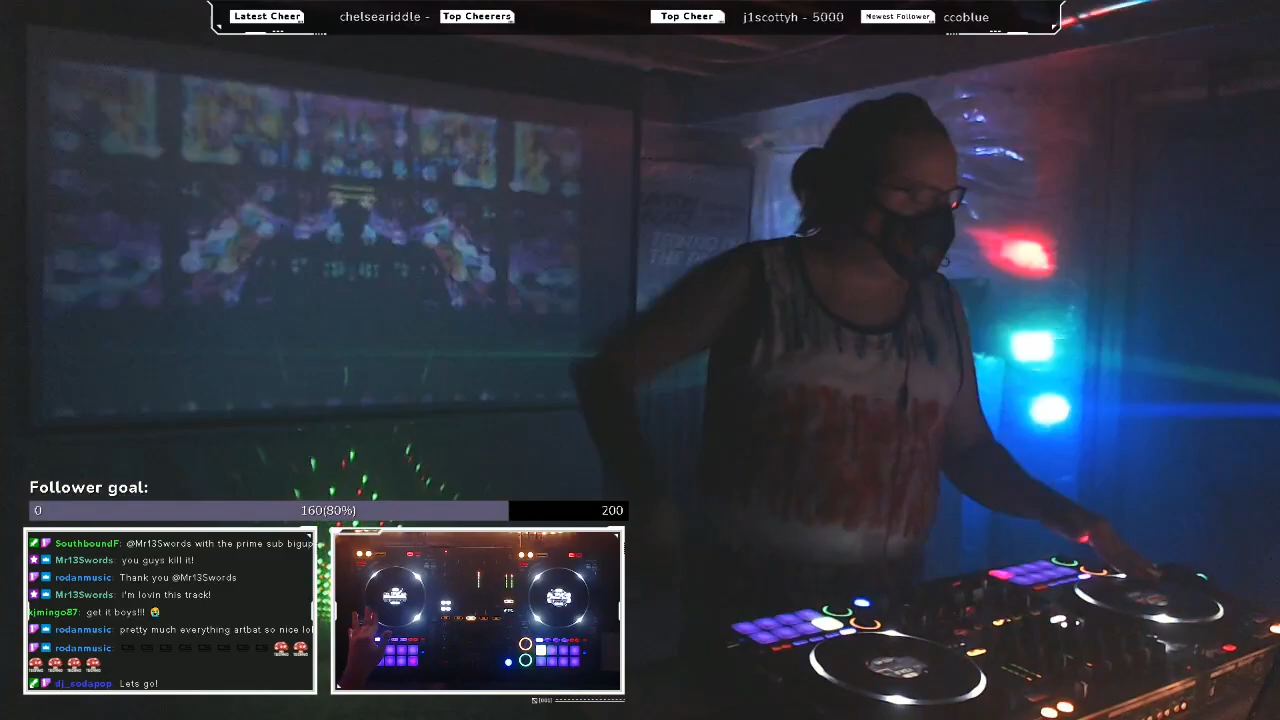 Latest Cheer
chelseariddle -
Top Cheerers
Top Cheer
j1scottyh - 5000
Newest Follower
ccoblue
Follower goal:
0
160(80%)
200
SouthboundF: @Mr13Swords with the prime sub bigup
Mr13Swords: you guys kill it!
rodanmusic: Thank you @Mr13Swords
Mr13Swords: I'm lovin this track!
kjmingo87: get it boys!!!
rodanmusic: pretty much everything artbat so nice lol
rodanmusic:
dj_sodapop: Lets go!